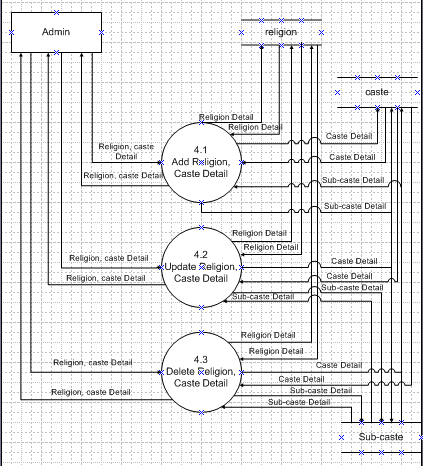 Admin
religion
caste
Religion Detail
Religion Detail
4.1
Add Religion,
Caste Detail
Religion, caste
Detail
Religion, caste Detail
Caste Detail
Caste Detail
Sub-caste Detail
Sub-caste Detail
4.2
Update Religion,
Caste Detail
Religion Detail
Religion Detail
Religion, caste Detail
Religion, caste Detail
Caste Detail
Caste Detail
Sub-caste Detail
Sub-caste Detail
4.3
Delete Religion,
Caste Detail
Religion Detail
Religion Detail
Religion, caste Detail
Religion, caste Detail
Caste Detail
Caste Detail
Sub-caste Detail
Sub-caste Detail
Sub-caste